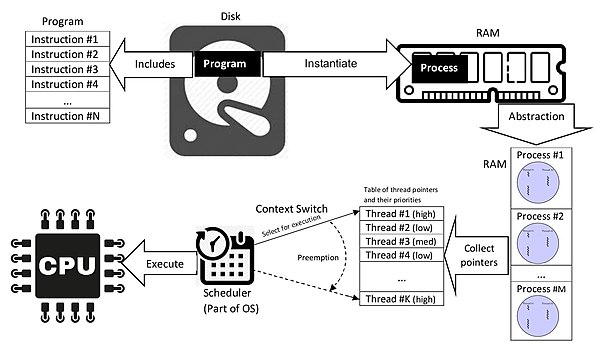 Program
Disk
RAM
Instruction #1
Instruction #2
Instruction #3
Instruction #4
...
Instruction #N
Includes
Program
Instantiate
Process
Abstraction
RAM
Process #1
Process #2
...
Process #M
Collect
pointers
Table of thread pointers
and their priorities
Thread #1 (high)
Thread #2 (low)
Thread #3 (med)
Thread #4 (low)
...
Thread #K (high)
Context Switch
Select for execution
Preemption
Scheduler
(Part of OS)
Execute
CPU